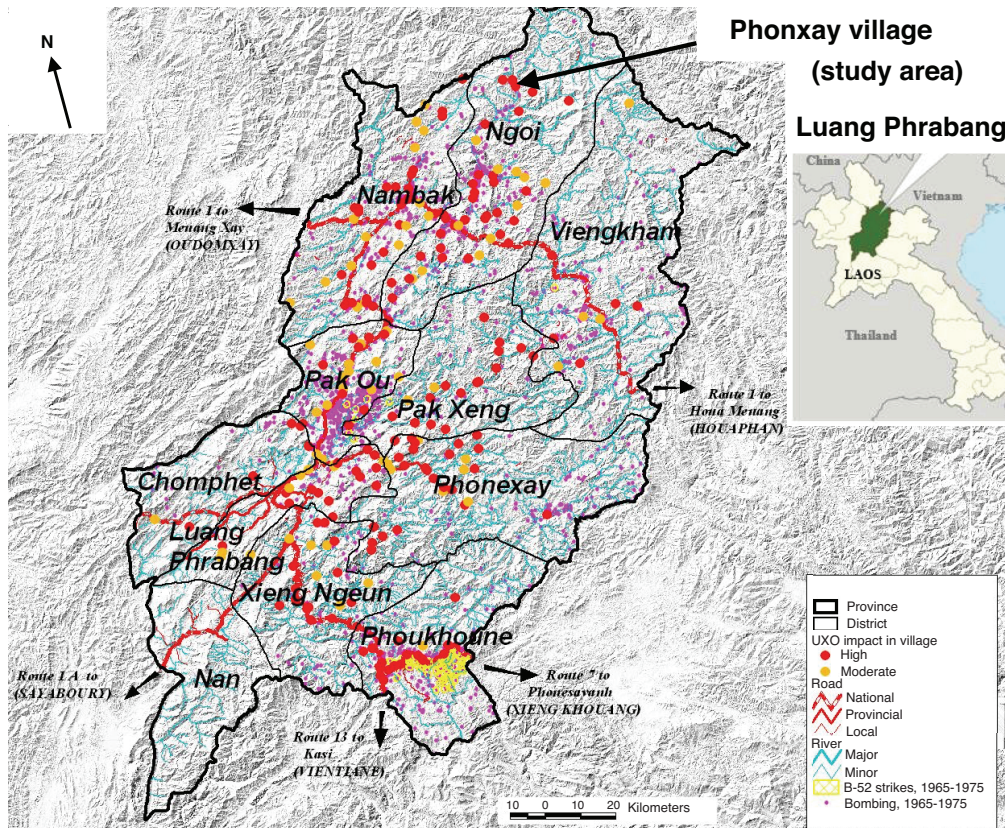 N
Phonxay village
(study area)
Luang Phrabang
China
Vietnam
LAOS
Thailand
Ngoi
Nambak
Route 1 to
Menang Xay
(OUDOMXAY)
Viengkham
Pak Ou
Pak Xeng
Route 1 to
Houa Menang
(HOUAPHAN)
Chomphet
Phonexay
Luang
Phrabang
Xieng Ngeun
Phoukhoune
Nan
Route 1 A to
(SAYABOURY)
Route 7 to
Phonesavanh
(XIENG KHOUANG)
Route 13 to
Kasi
(VIENTIANE)
Province
District
UXO impact in village
High
Moderate
Road
National
Provincial
Local
River
Major
Minor
B-52 strikes, 1965-1975
Bombing, 1965-1975
10 0 10 20 Kilometers